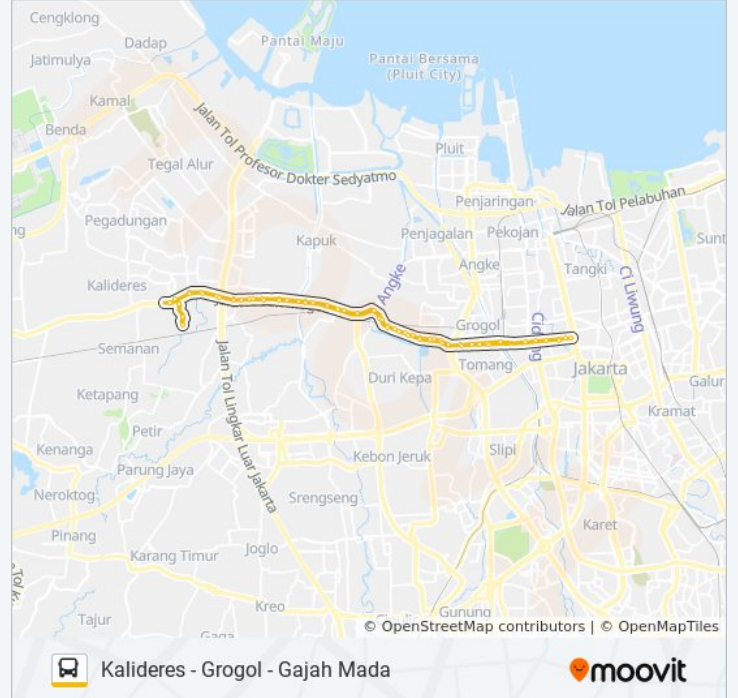 Cengklong
Dadap
Pantai Maju
Jatimulya
Pantai Bersama
(Pluit City)
Kamal
Jalan Tol Profesor Dokter Sedyatmo
Benda
Pluit
Tegal Alur
Penjaringan
Jalan Tol Pelabuhan
Pegadungan
Kapuk
Penjagalan
Pekojan
Sunt
ng
Angke
Angke
Tangki
Ci Liwung
Kalideres
Grogol
Semanan
Jalan Tol Lingkar Luar Jakarta
Tomang
Jakarta
Duri Kepa
Galur
Ketapang
Kramat
Petir
Kenanga
Parung Jaya
Kebon Jeruk
Slipi
Neroktog
Srengseng
Pinang
Karet
Karang Timur
Joglo
Kreo
Gunung
Tajur
Gaga
© OpenStreetMap contributors | © OpenMapTiles
Kalideres - Grogol - Gajah Mada
moovit